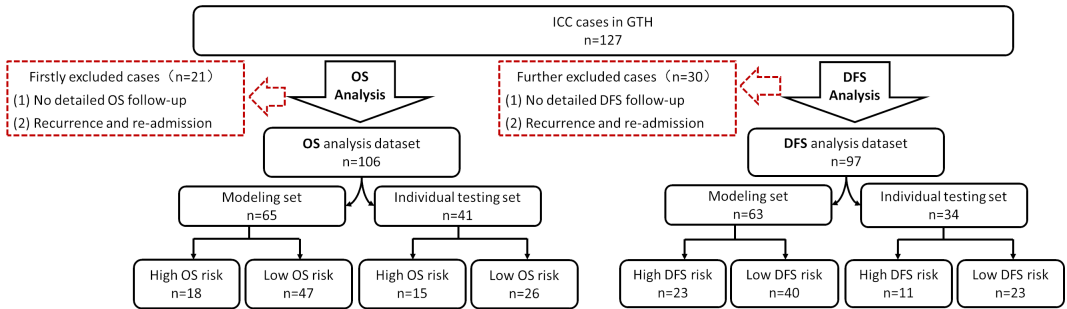 ICC cases in GTH
n=127
Firstly excluded cases（n=21）
(1) No detailed OS follow-up
(2) Recurrence and re-admission
OS
Analysis
Further excluded cases（n=30）
(1) No detailed DFS follow-up
(2) Recurrence and re-admission
DFS
Analysis
OS analysis dataset
n=106
DFS analysis dataset
n=97
Modeling set
n=65
Individual testing set
n=41
Modeling set
n=63
Individual testing set
n=34
High OS risk
n=18
Low OS risk
n=47
High OS risk
n=15
Low OS risk
n=26
High DFS risk
n=23
Low DFS risk
n=40
High DFS risk
n=11
Low DFS risk
n=23